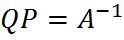 QP = A⁻¹